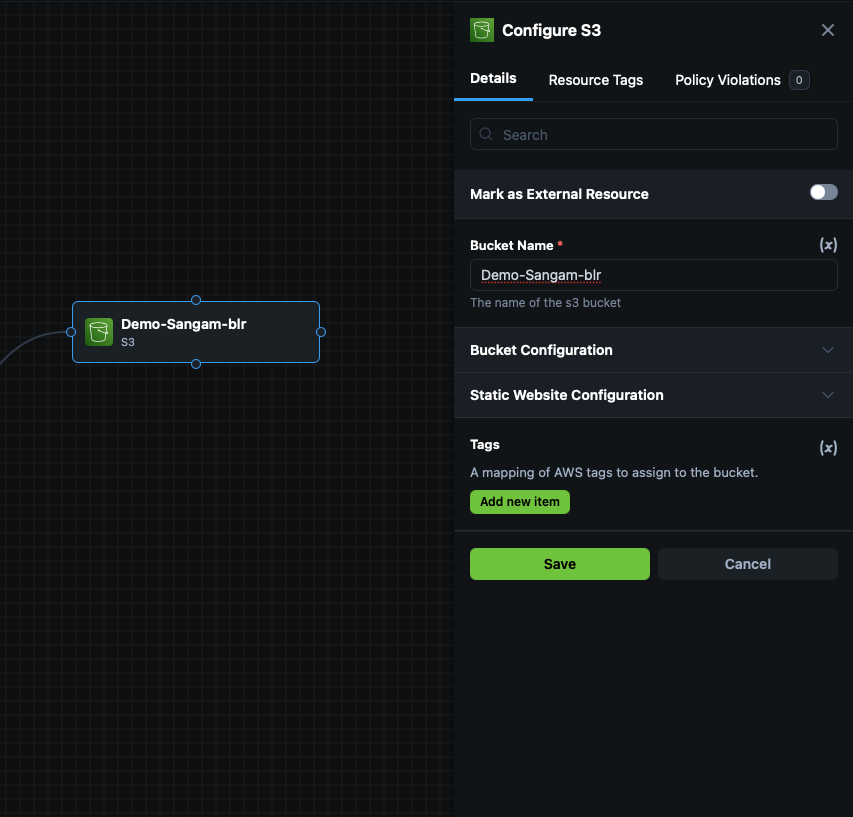 Configure S3
Details
Resource Tags
Policy Violations
0
Search
Mark as External Resource
Bucket Name *
(x)
Demo-Sangam-blr
The name of the s3 bucket
Bucket Configuration
Static Website Configuration
Tags
(x)
A mapping of AWS tags to assign to the bucket.
Add new item
Save
Cancel
Demo-Sangam-blr
S3